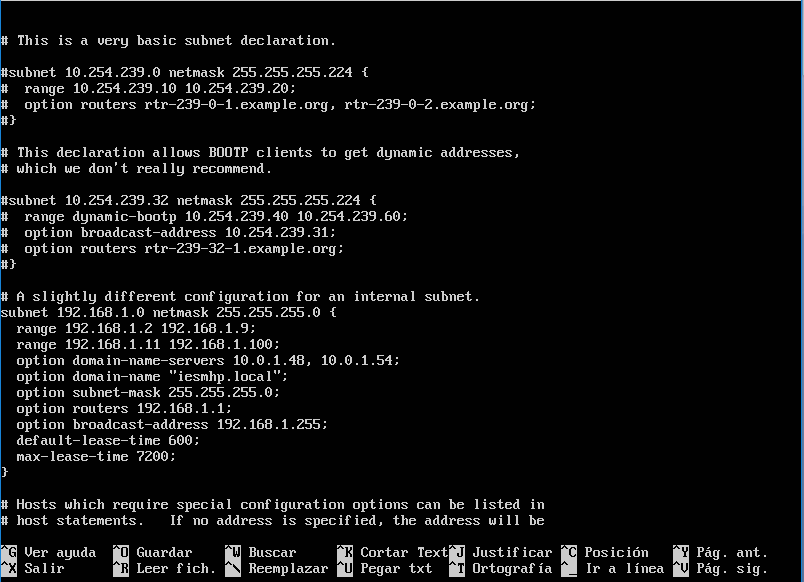 # This is a very basic subnet declaration.
#subnet 10.254.239.0 netmask 255.255.255.224 {
#  range 10.254.239.10 10.254.239.20;
#  option routers rtr-239-0-1.example.org, rtr-239-0-2.example.org;
#}
# This declaration allows BOOTP clients to get dynamic addresses,
# which we don't really recommend.
#subnet 10.254.239.32 netmask 255.255.255.224 {
#  range dynamic-bootp 10.254.239.40 10.254.239.60;
#  option broadcast-address 10.254.239.31;
#  option routers rtr-239-32-1.example.org;
#}
# A slightly different configuration for an internal subnet.
subnet 192.168.1.0 netmask 255.255.255.0 {
  range 192.168.1.2 192.168.1.9;
  range 192.168.1.11 192.168.1.100;
  option domain-name-servers 10.0.1.48, 10.0.1.54;
  option domain-name "iesmhp.local";
  option subnet-mask 255.255.255.0;
  option routers 192.168.1.1;
  option broadcast-address 192.168.1.255;
  default-lease-time 600;
  max-lease-time 7200;
}
# Hosts which require special configuration options can be listed in
# host statements.   If no address is specified, the address will be
^G Ver ayuda  ^O Guardar  ^W Buscar  ^K Cortar Text ^J Justificar ^C Posición  ^Y Pág. ant.
^X Salir  ^R Leer fich.  ^\ Reemplazar ^U Pegar txt  ^T Ortografía ^_ Ir a línea ^V Pág. sig.